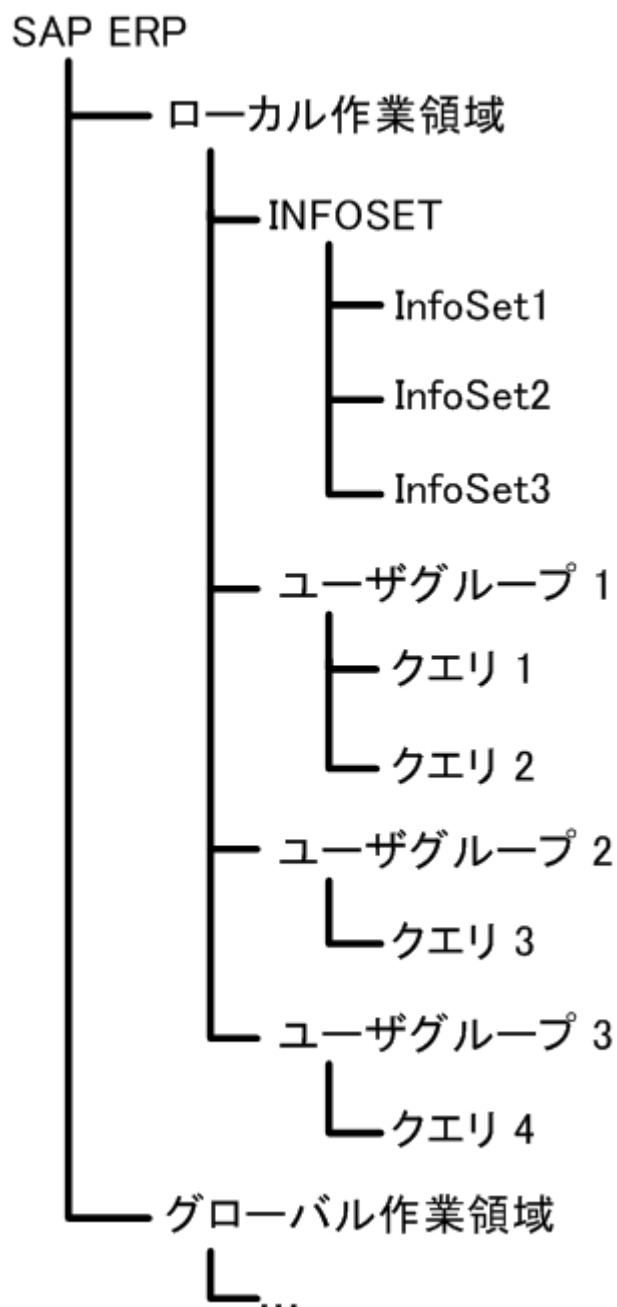 SAP ERP
ローカル作業領域
INFOSET
InfoSet1
InfoSet2
InfoSet3
ユーザグループ 1
クエリ 1
クエリ 2
ユーザグループ 2
クエリ 3
ユーザグループ 3
クエリ 4
グローバル作業領域
...